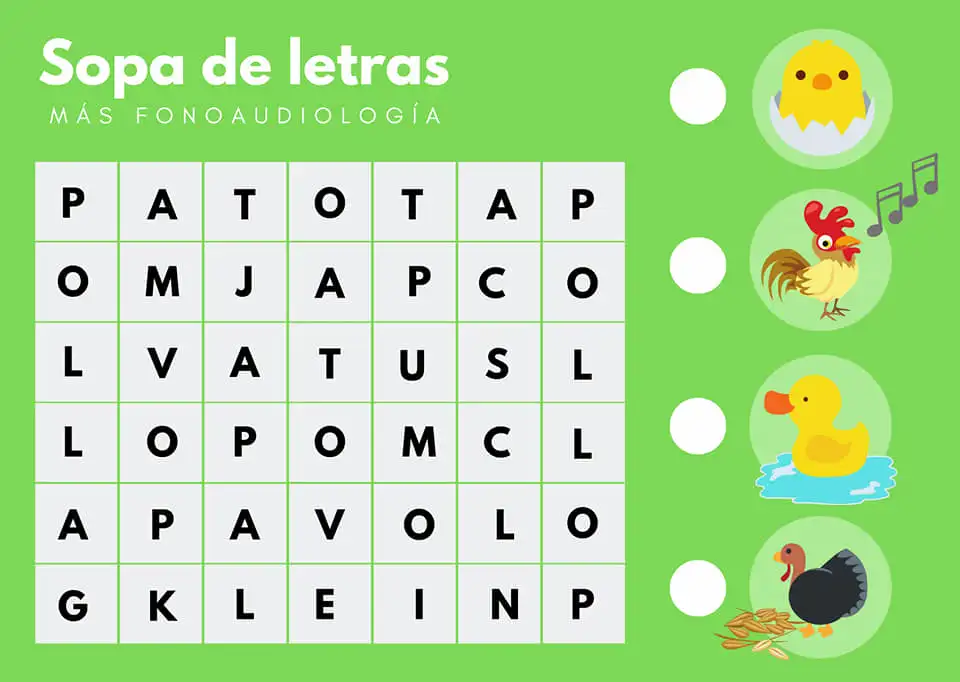 Sopa de letras
MÁS FONOAUDIOLOGÍA
P A T O T A P
O M J A P C O
L V A T U S L
L O P O M C L
A P A V O L O
G K L E I N P